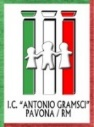 I.C. "ANTONIO GRAMSCI"
PAVONA / RM